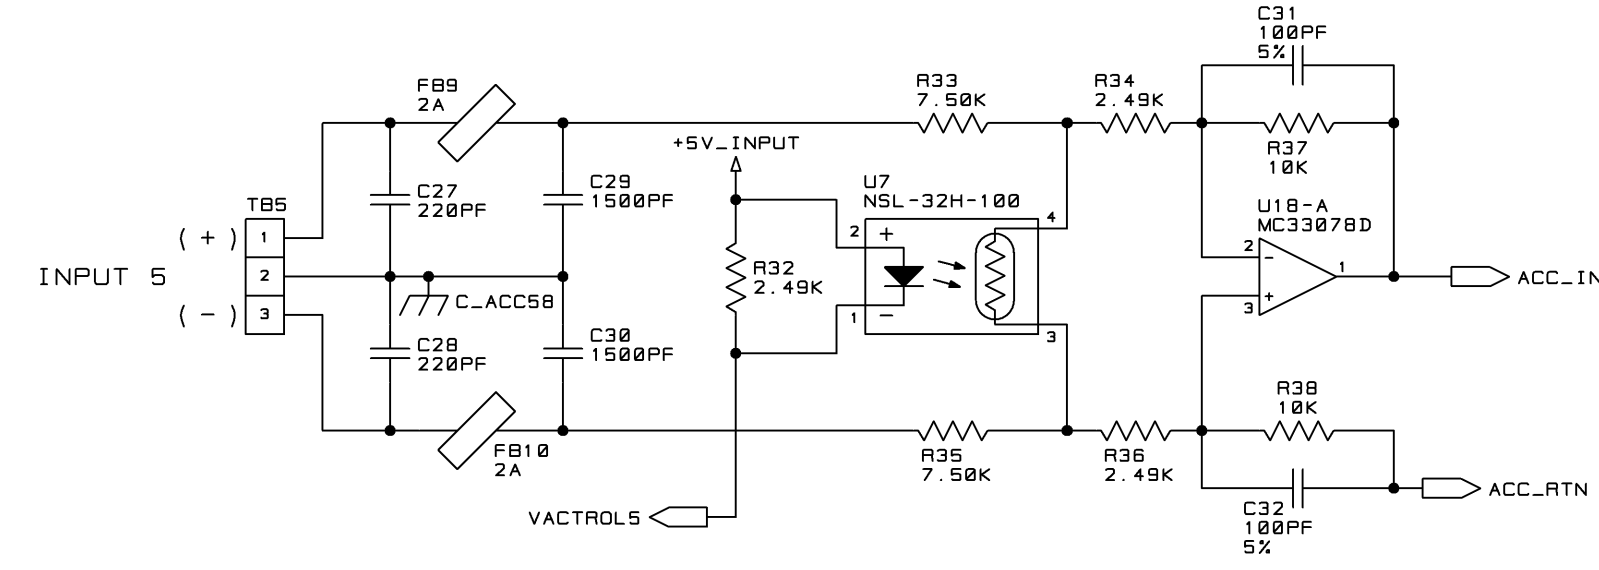 C31
100PF
5%
FB9
2A
R33
7.50K
R34
2.49K
+5V_INPUT
R37
10K
C27
220PF
C29
1500PF
U7
NSL-32H-100
TB5
U18-A
MC33078D
( + )
1
2
+
4
2
-
1
INPUT 5
2
R32
2.49K
ACC_IN
C_ACC58
+
3
( - )
3
1
-
3
C28
220PF
C30
1500PF
R38
10K
FB10
2A
R35
7.50K
R36
2.49K
ACC_RTN
VACTROL5
C32
100PF
5%